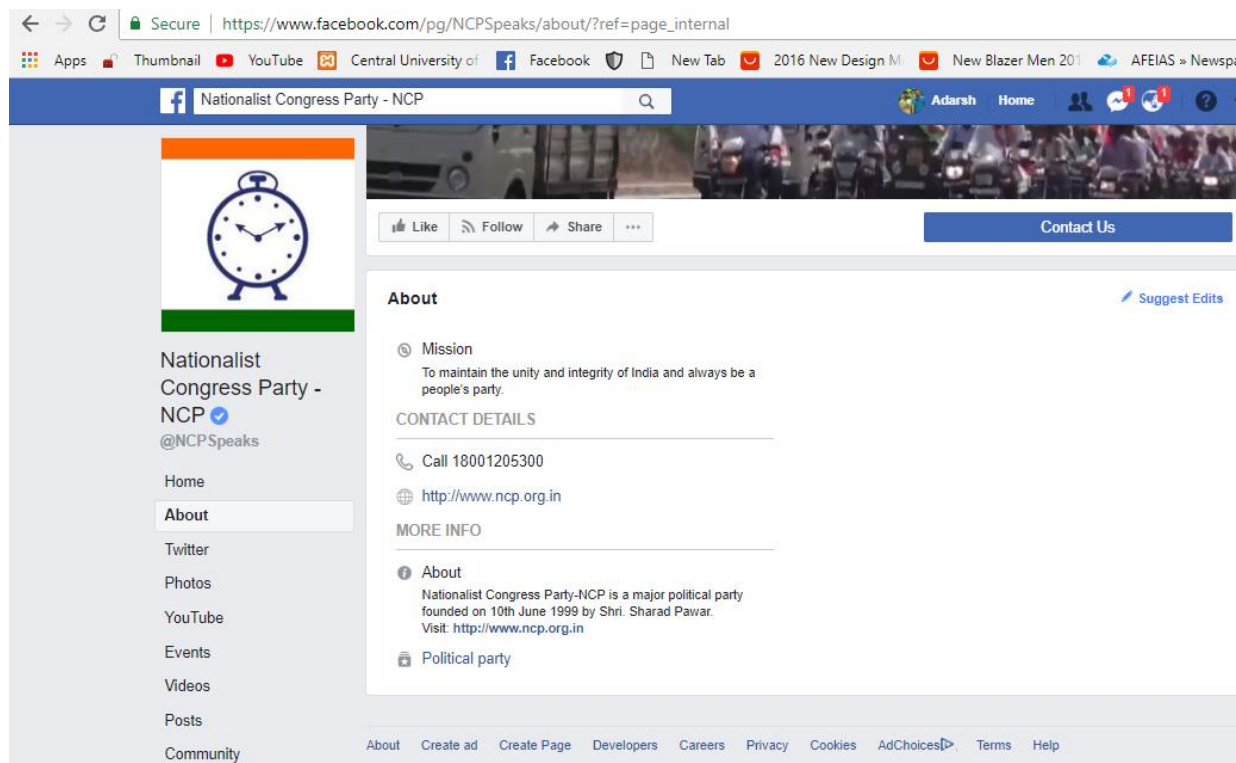 Secure | https://www.facebook.com/pg/NCPSpeaks/about/?ref=page_internal
Apps Thumbnail YouTube Central University of Facebook New Tab 2016 New Design M New Blazer Men 201 AFEIAS » Newspa
Nationalist Congress Party - NCP Adarsh Home 1 1
Like Follow Share ... Contact Us
About Suggest Edits
Mission
To maintain the unity and integrity of India and always be a
people's party.
CONTACT DETAILS
Call 18001205300
http://www.ncp.org.in
MORE INFO
About
Nationalist Congress Party-NCP is a major political party
founded on 10th June 1999 by Shri. Sharad Pawar.
Visit: http://www.ncp.org.in
Political party
Nationalist
Congress Party -
NCP
@NCPSpeaks
Home
About
Twitter
Photos
YouTube
Events
Videos
Posts
Community
About Create ad Create Page Developers Careers Privacy Cookies AdChoices Terms Help